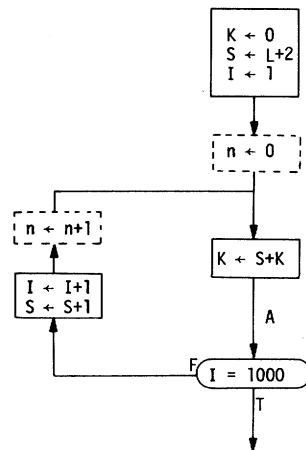 K ← 0
S ← L+2
I ← 1
n ← 0
n ← n+1
K ← S+K
I ← I+1
S ← S+1
A
F
I = 1000
T